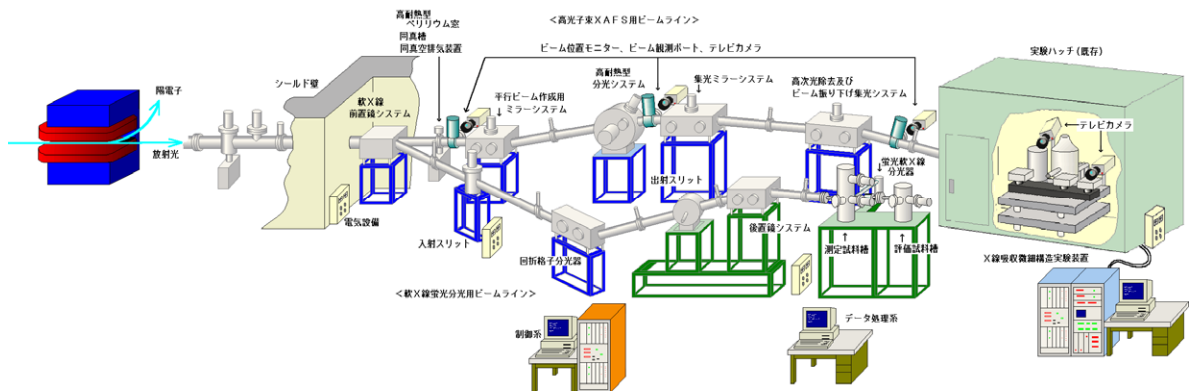 高耐熱型
ベリリウム窓
同真槽
同真空排気装置
＜高光子束ＸＡＦＳ用ビームライン＞
ビーム位置モニター、ビーム観測ポート、テレビカメラ
実験ハッチ(既存)
シールド壁
陽電子
放射光
軟Ｘ線
前置鏡システム
平行ビーム作成用
ミラーシステム
高耐熱型
分光システム
集光ミラーシステム
高次光除去及び
ビーム振り下げ集光システム
テレビカメラ
蛍光軟Ｘ線
分光器
出射スリット
電気設備
入射スリット
回折格子分光器
後置鏡システム
測定試料槽
評価試料槽
Ｘ線吸収微細構造実験装置
＜軟Ｘ線蛍光分光用ビームライン＞
制御系
データ処理系